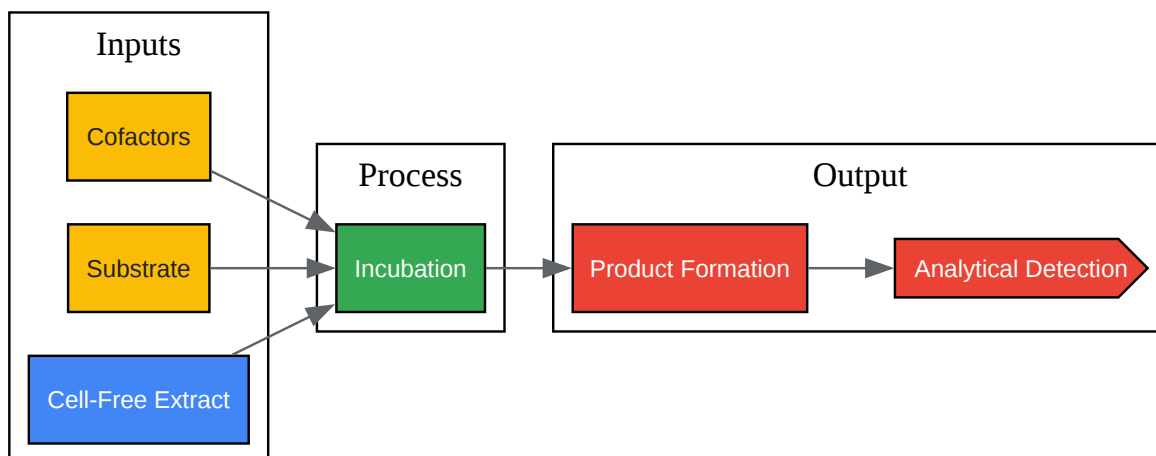 Inputs
Cofactors
Substrate
Cell-Free Extract
Process
Incubation
Output
Product Formation
Analytical Detection